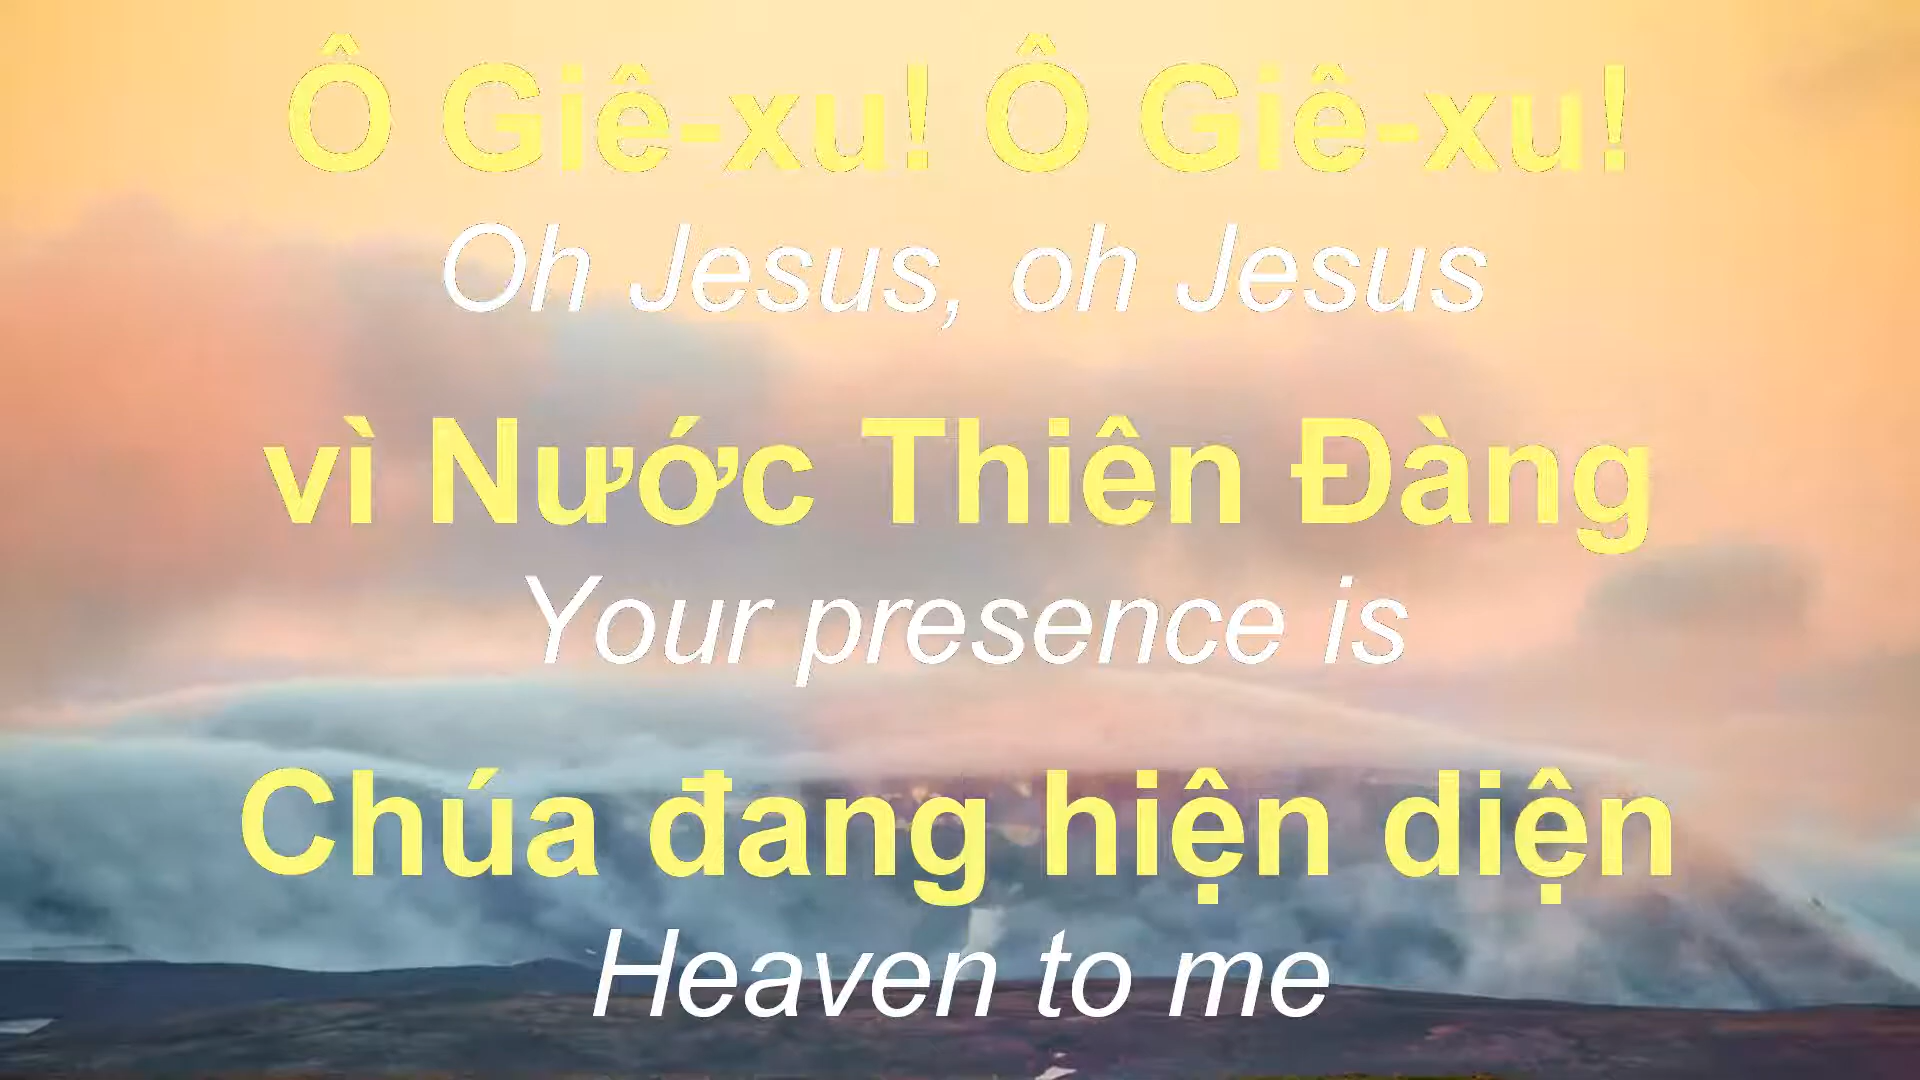 Ô Giê-xu! Ô Giê-xu!
Oh Jesus, oh Jesus
vì Nước Thiên Đàng
Your presence is
Chúa đang hiện diện
Heaven to me